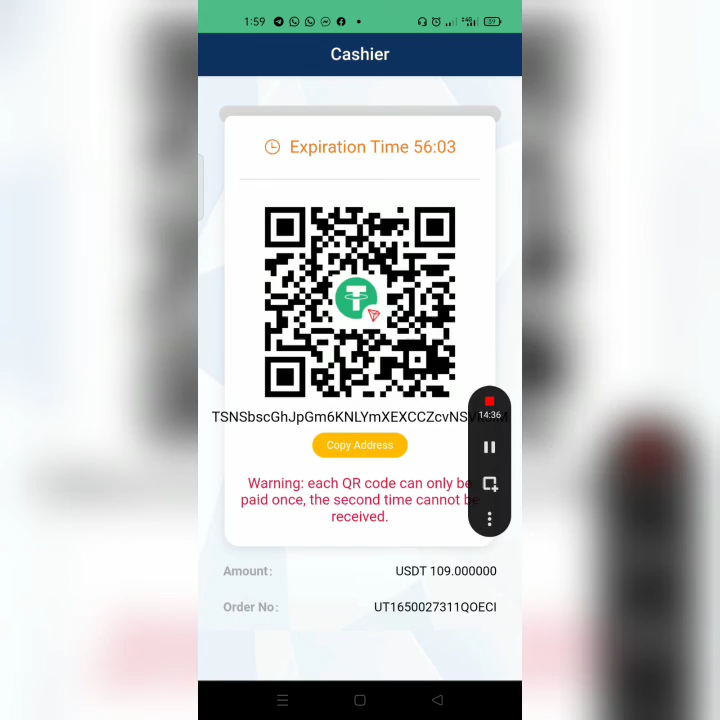 1:59
59
Cashier
Expiration Time 56:03
14:36
Copy Address
Warning: each QR code can only be
paid once, the second time cannot be
received.
Amount: USDT 109.000000
Order No: UT1650027311QOECI